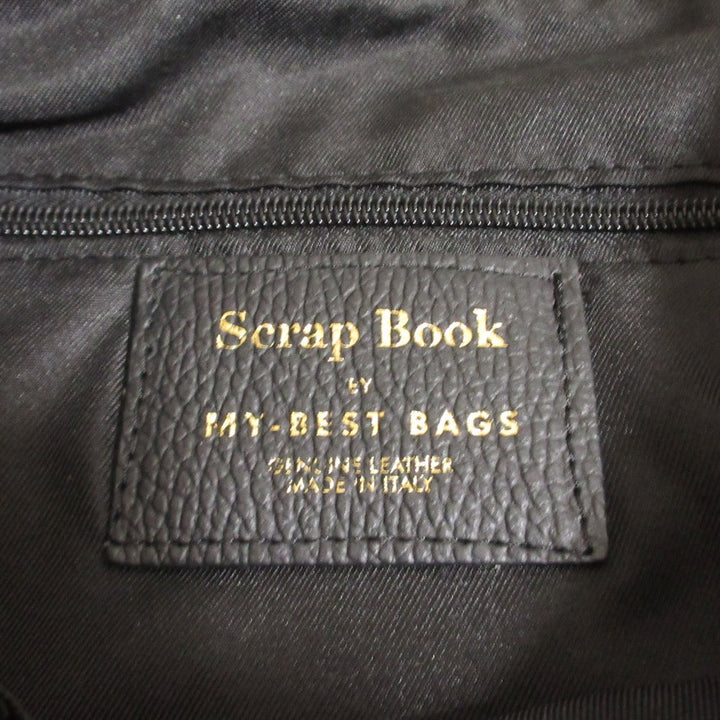 Scrap Book
BY
MY-BEST BAGS
GENUINE LEATHER
MADE IN ITALY